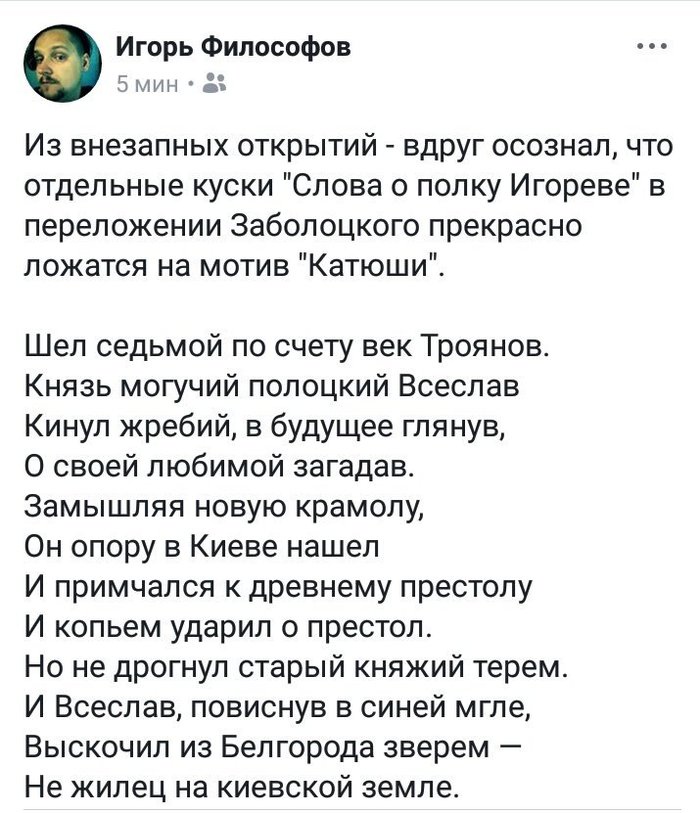 Игорь Философов
5 мин •
Из внезапных открытий - вдруг осознал, что
отдельные куски "Слова о полку Игореве" в
переложении Заболоцкого прекрасно
ложатся на мотив "Катюши".
Шел седьмой по счету век Троянов.
Князь могучий полоцкий Всеслав
Кинул жребий, в будущее глянув,
О своей любимой загадав.
Замышляя новую крамолу,
Он опору в Киеве нашел
И примчался к древнему престолу
И копьем ударил о престол.
Но не дрогнул старый княжий терем.
И Всеслав, повиснув в синей мгле,
Выскочил из Белгорода зверем —
Не жилец на киевской земле.